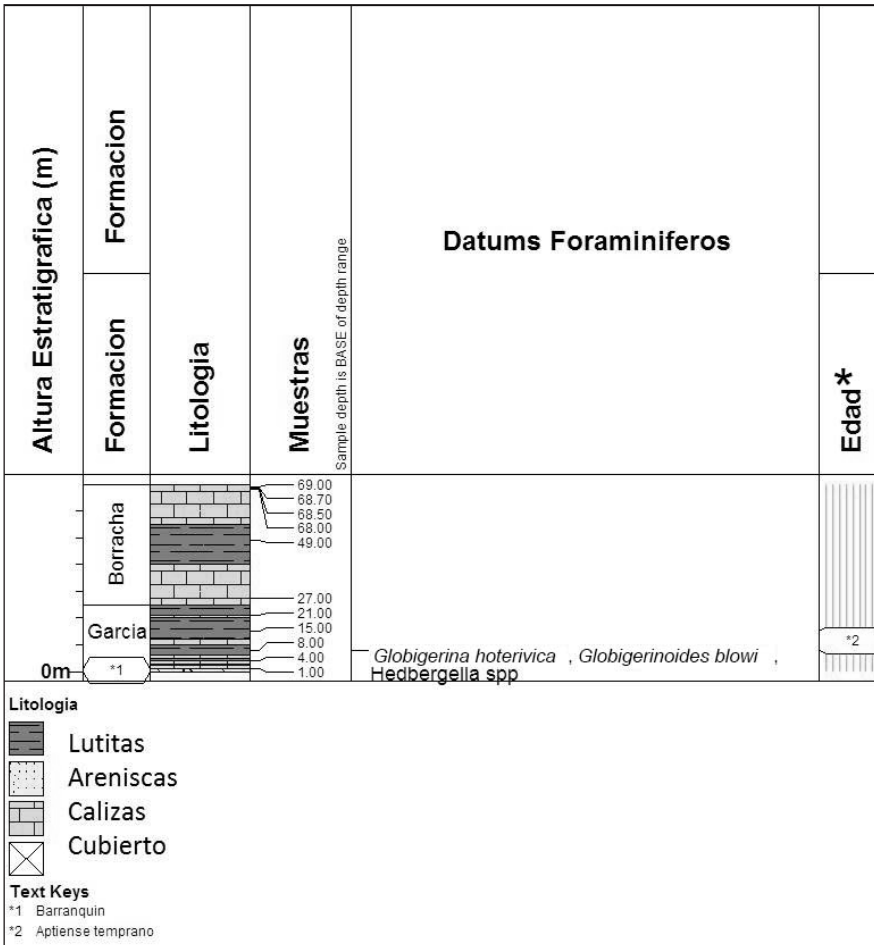 Altura Estratigrafica (m)
Formacion
Formacion
Litologia
Muestras
Sample depth is BASE of depth range
Datums Foraminiferos
Edad*
Borracha
Garcia
*1
0m
69.00
68.70
68.50
68.00
49.00
27.00
21.00
15.00
8.00
4.00
1.00
Globigerina hoterivica , Globigerinoides blowi ,
Hedbergella spp
*2
Litologia
Lutitas
Areniscas
Calizas
Cubierto
Text Keys
*1 Barranquin
*2 Aptiense temprano